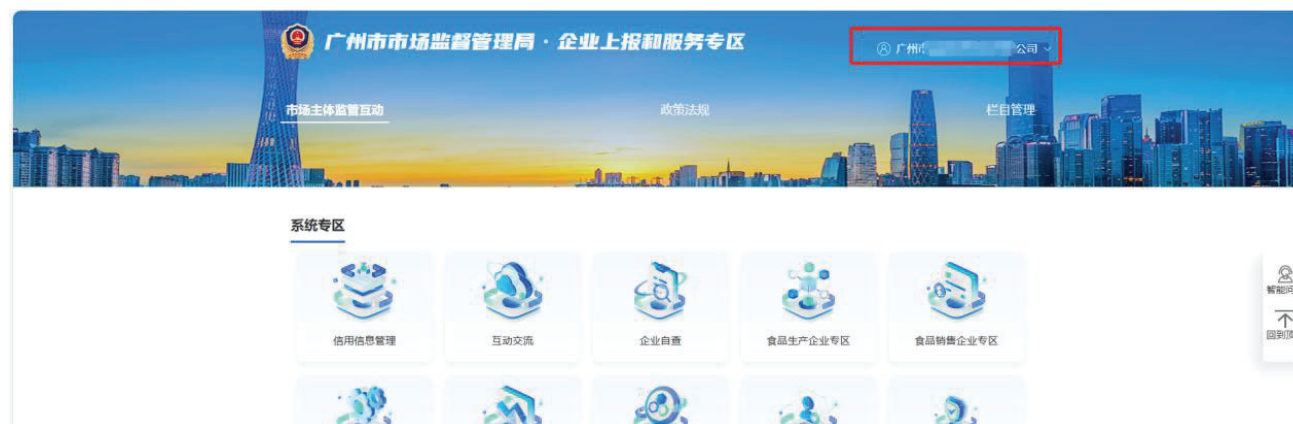 广州市市场监督管理局·企业上报和服务专区
广州市 公司
市场主体监管互动 政策法规 栏目管理
系统专区
信用信息管理 互动交流 企业自查 食品生产企业专区 食品销售企业专区
智能问
回到顶